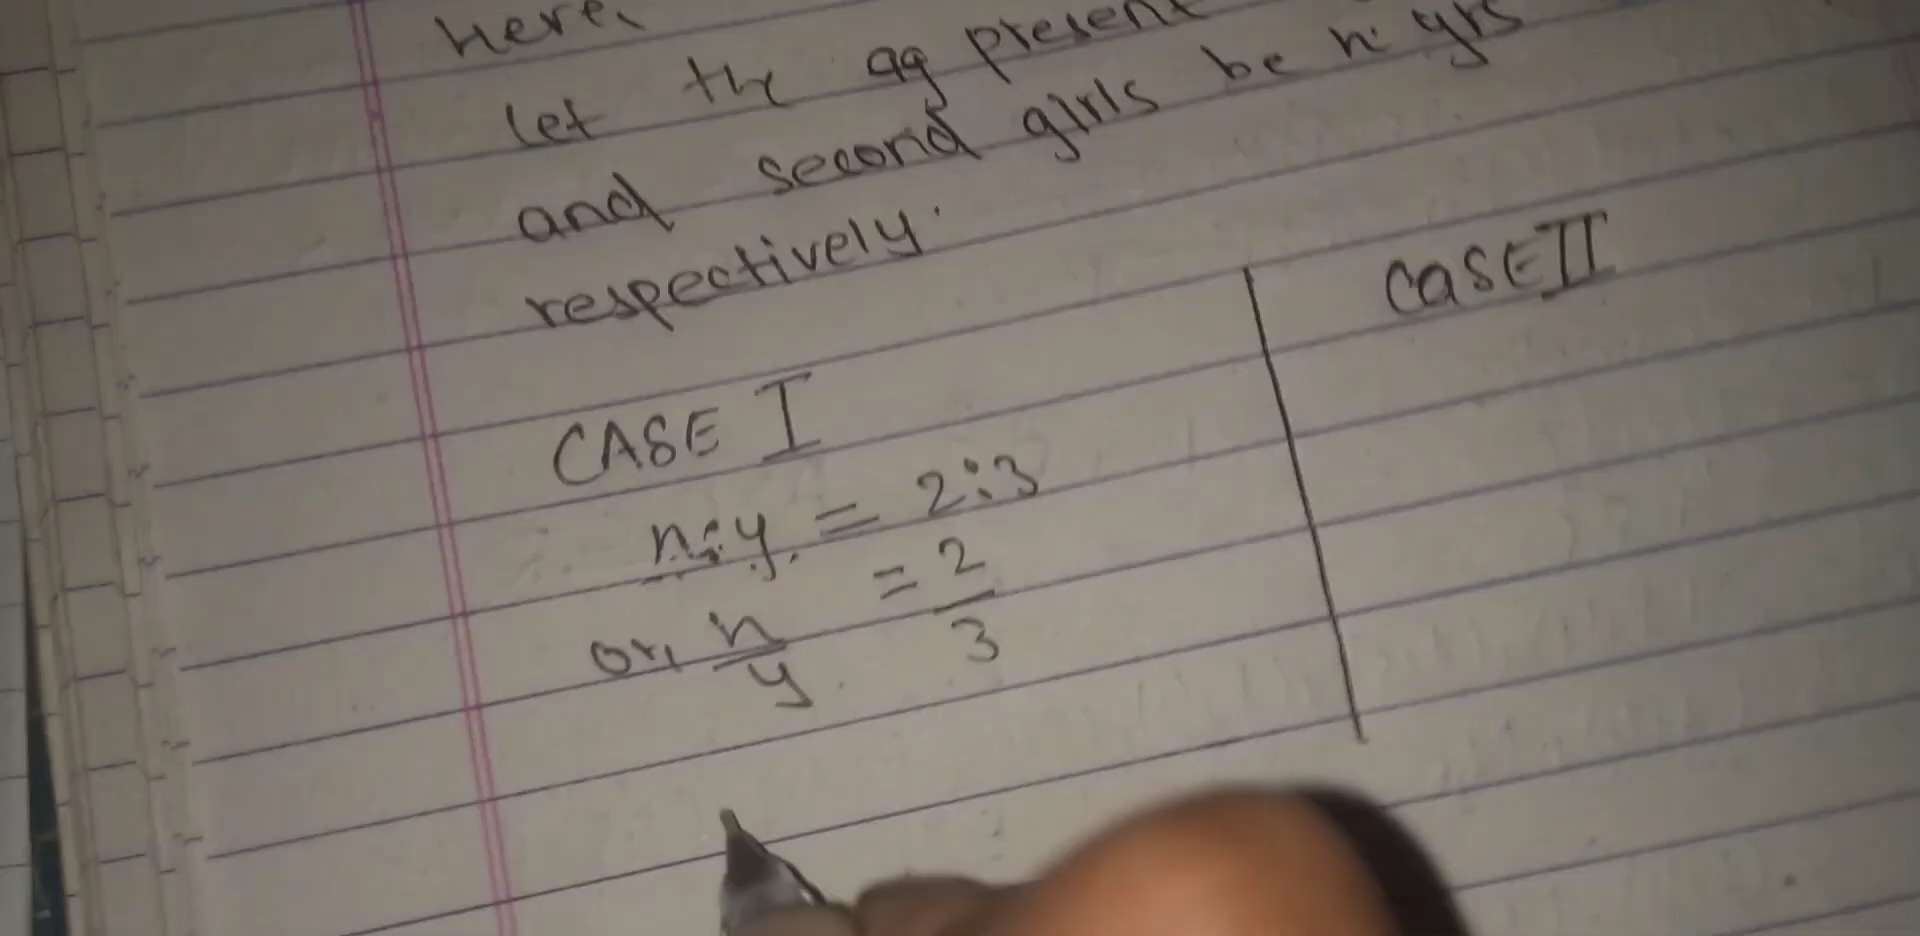 here,
Let the ag present
and second girls be n yrs
respectively.
CASE I
n:y = 2:3
or, n/y = 2/3
CASE II